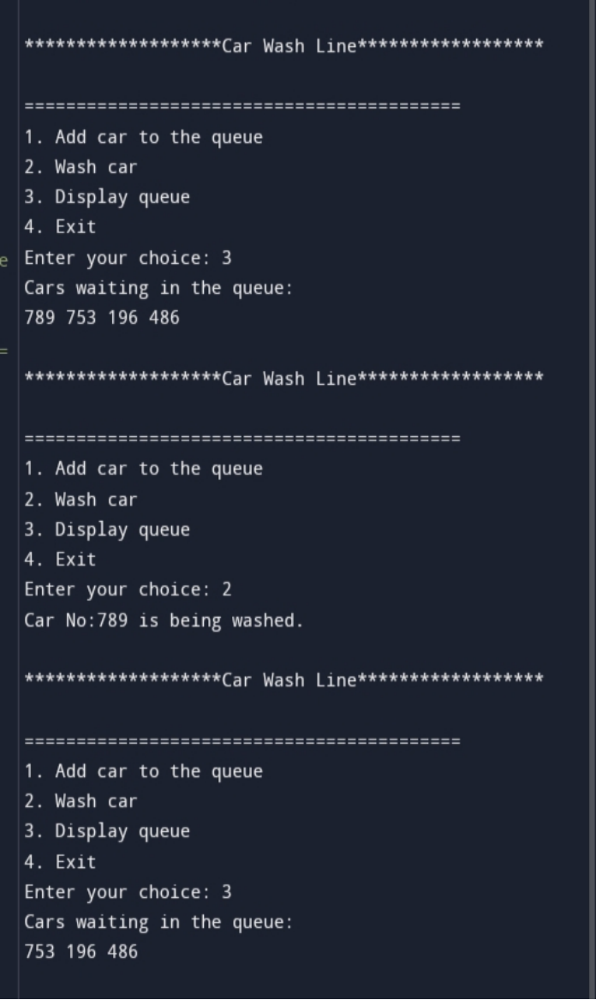 *******************Car Wash Line******************
==========================================
1. Add car to the queue
2. Wash car
3. Display queue
4. Exit
e Enter your choice: 3
Cars waiting in the queue:
789 753 196 486
=
*******************Car Wash Line******************
==========================================
1. Add car to the queue
2. Wash car
3. Display queue
4. Exit
Enter your choice: 2
Car No:789 is being washed.
*******************Car Wash Line******************
==========================================
1. Add car to the queue
2. Wash car
3. Display queue
4. Exit
Enter your choice: 3
Cars waiting in the queue:
753 196 486